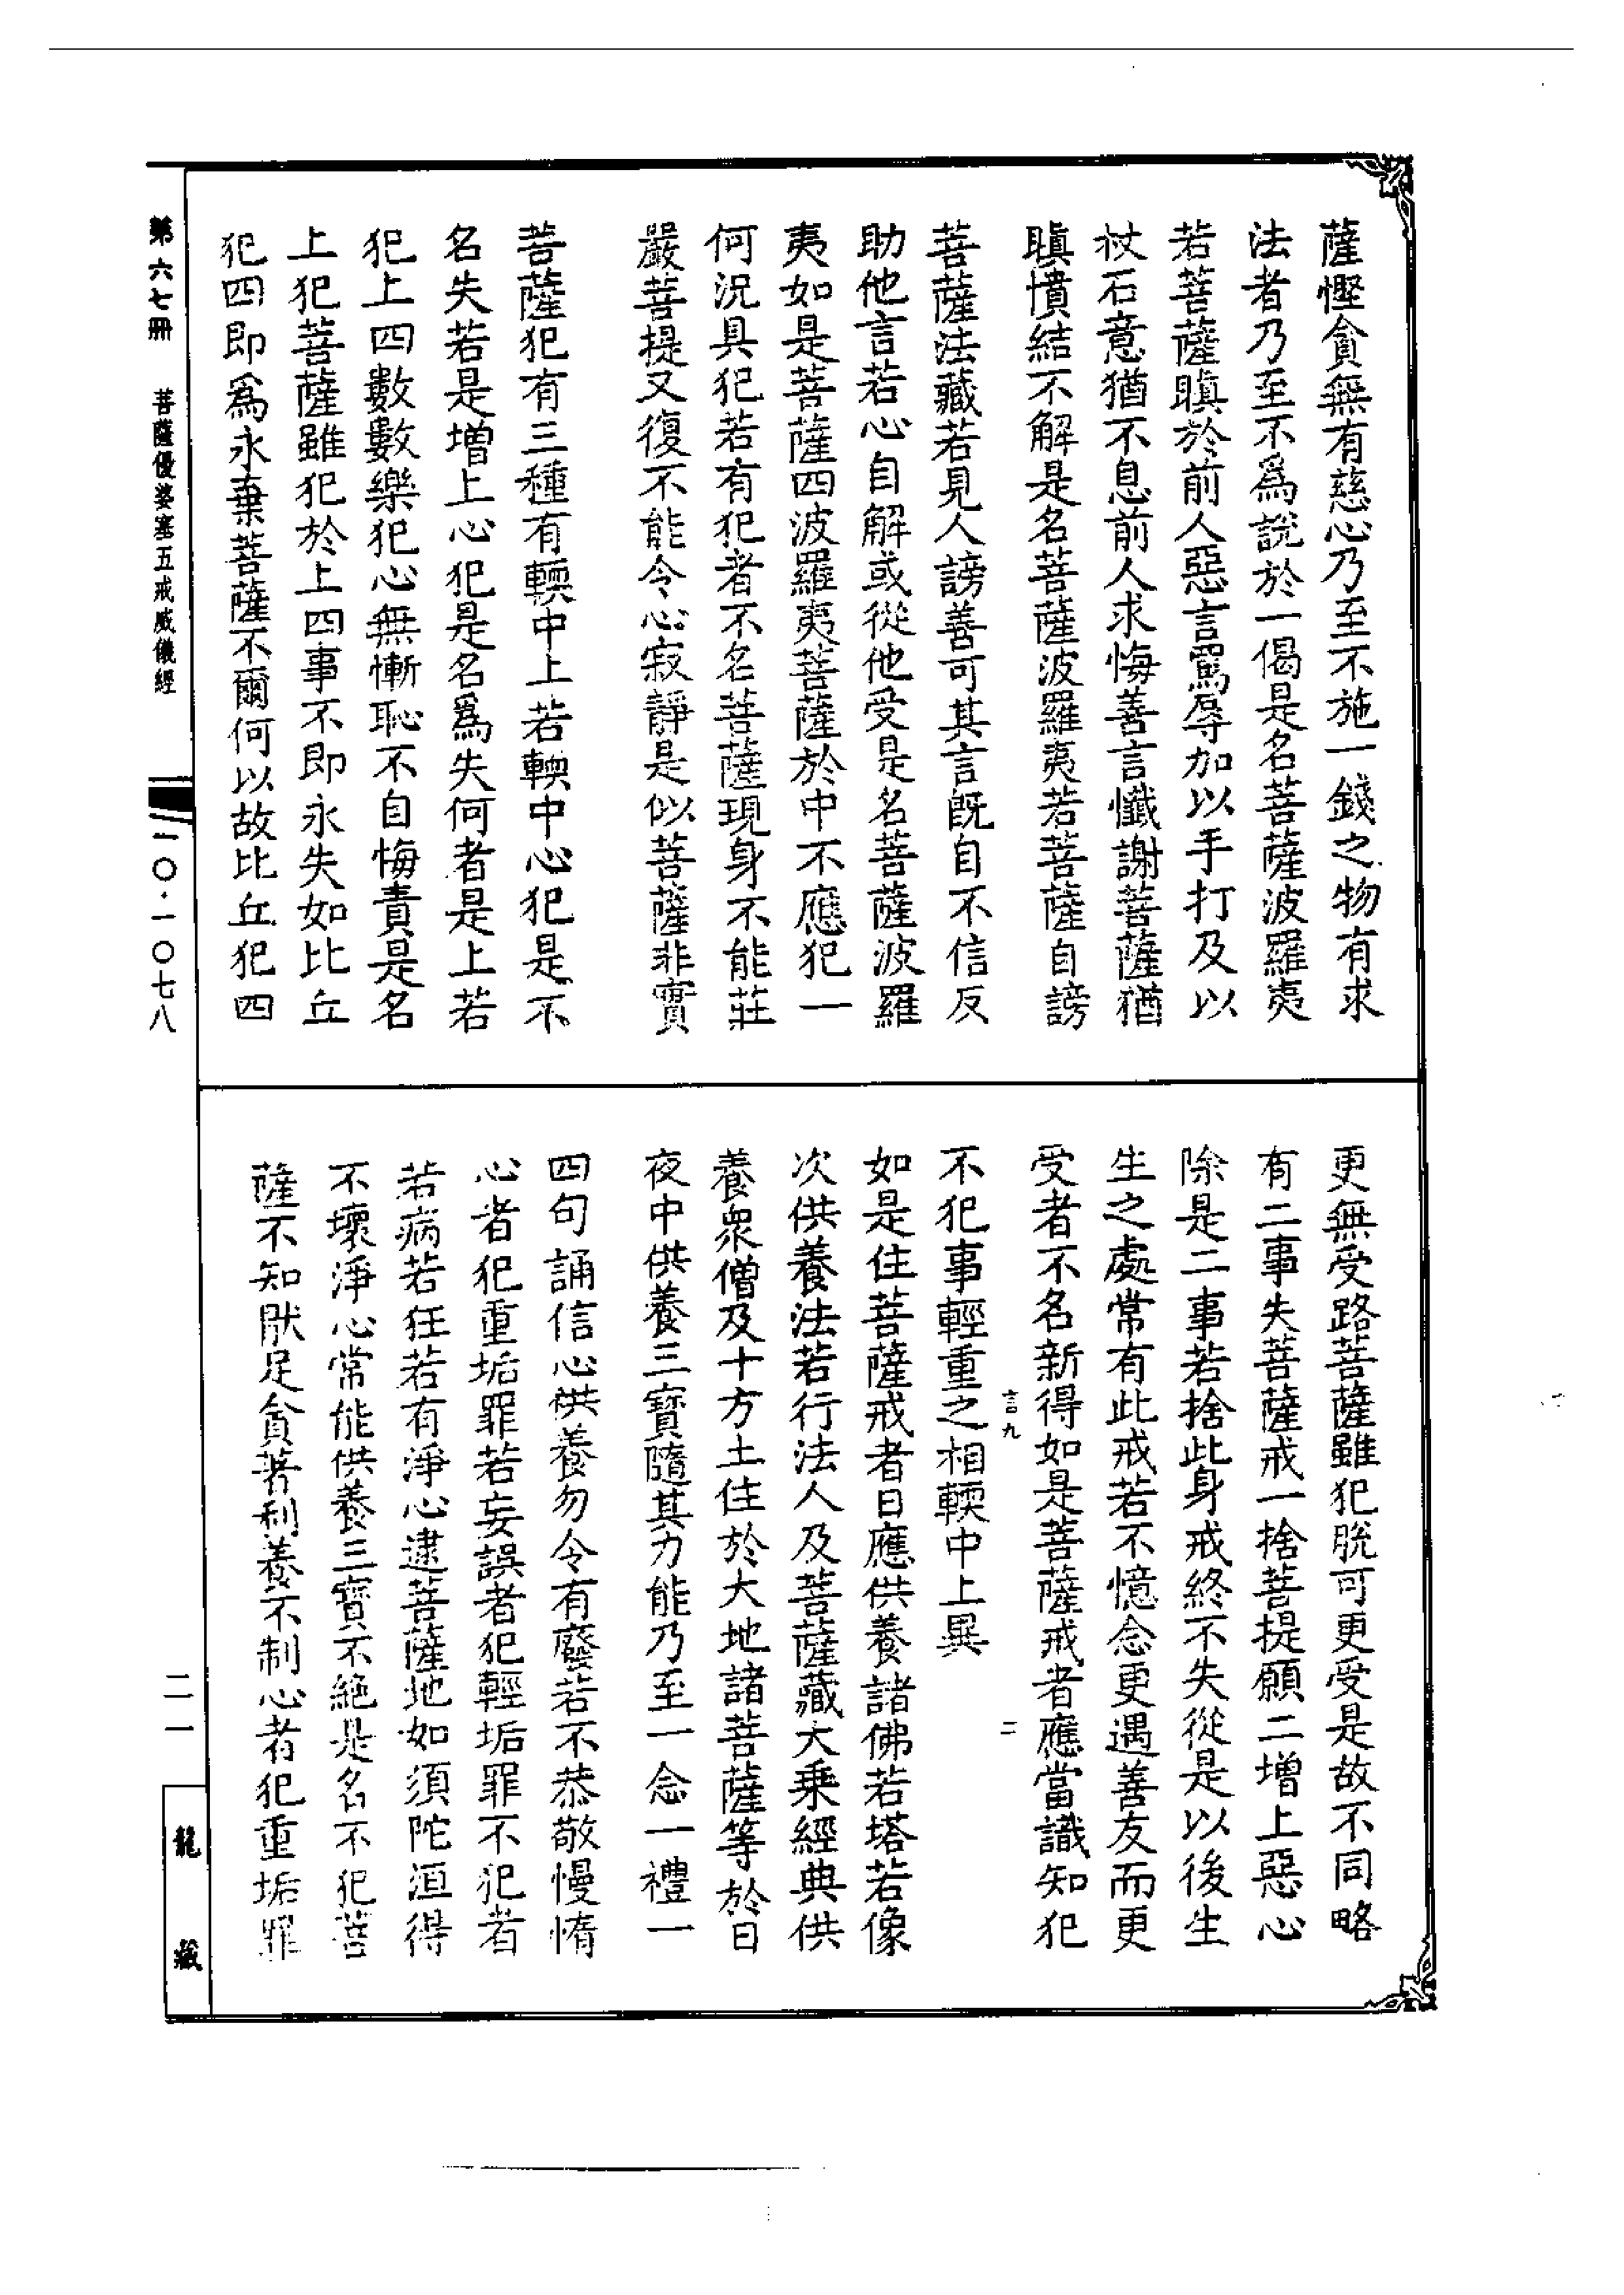 薩慳貪無有慈心乃至不施一錢之物有求
法者乃至不爲說於一偈是名菩薩波羅夷
若菩薩瞋於前人惡言罵辱加以手打及以
杖石意猶不息前人求悔善言懺謝菩薩猶
瞋憤結不解是名菩薩波羅夷若菩薩自謗
菩薩法藏若見人謗善可其言旣自不信反
助他言若心自解或從他受是名菩薩波羅
夷如是菩薩四波羅夷菩薩於中不應犯一
何況具犯若有犯者不名菩薩現身不能莊
嚴菩提又復不能令心寂靜是似菩薩非實
菩薩犯有三種有輭中上若輭中心犯是不
名失若是增上心犯是名爲失何者是上若
犯上四數數樂犯心無慚恥不自悔責是名
上犯菩薩雖犯於上四事不即永失如比丘
犯四即爲永棄菩薩不爾何以故比丘犯四
更無受路菩薩雖犯脫可更受是故不同略
有二事失菩薩戒一捨菩提願二增上惡心
除是二事若捨此身戒終不失從是以後生
生之處常有此戒若不憶念更遇善友而更
受者不名新得如是菩薩戒者應當識知犯
言九 二
不犯事輕重之相輭中上異
如是住菩薩戒者日應供養諸佛若塔若像
次供養法若行法人及菩薩藏大乘經典供
養衆僧及十方土住於大地諸菩薩等於日
夜中供養三寶隨其力能乃至一念一禮一
四句誦信心供養勿令有廢若不恭敬慢惰
心者犯重垢罪若妄誤者犯輕垢罪不犯者
若病若狂若有淨心逮菩薩地如須陀洹得
不壞淨心常能供養三寶不絕是名不犯菩
薩不知猒足貪著利養不制心者犯重垢罪
第六七冊 菩薩優婆塞五戒威儀經
一〇·一〇七八
二一
龍藏